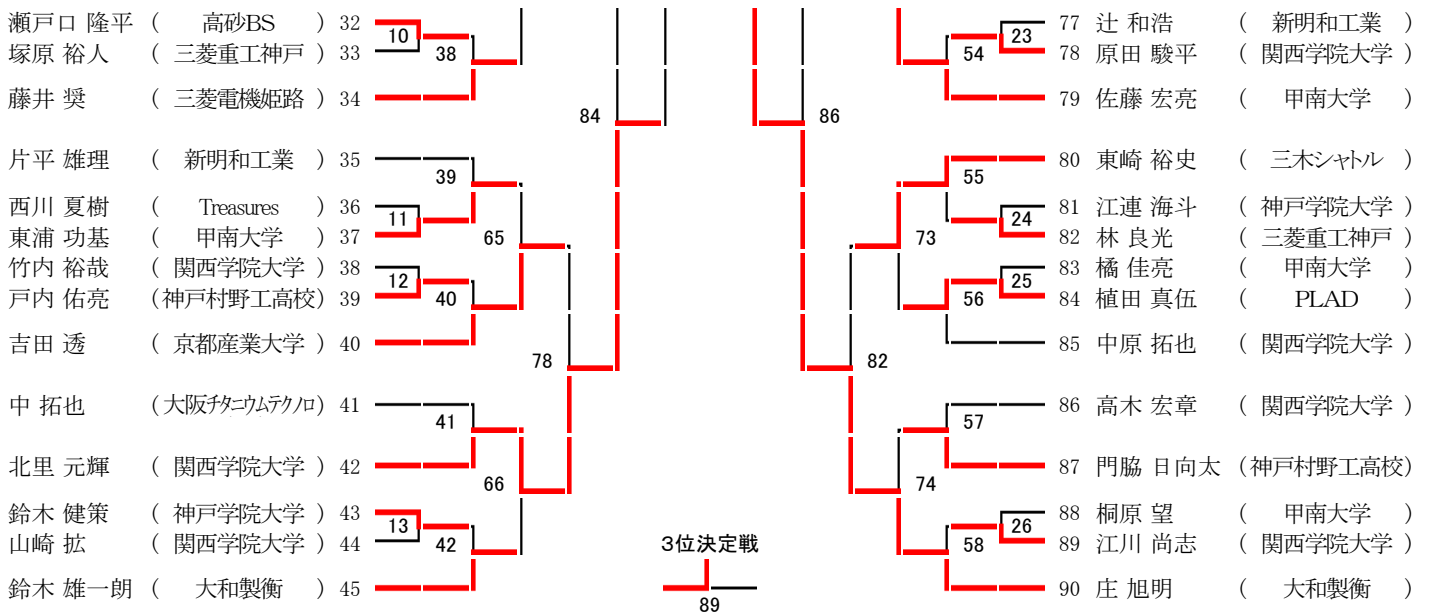 瀬戸口 隆平 ( 高砂BS ) 32
塚原 裕人 ( 三菱重工神戸 ) 33
藤井 奨 ( 三菱電機姫路 ) 34
片平 雄理 ( 新明和工業 ) 35
西川 夏樹 ( Treasures ) 36
東浦 功基 ( 甲南大学 ) 37
竹内 裕哉 ( 関西学院大学 ) 38
戸内 佑亮 (神戸村野工高校) 39
吉田 透 ( 京都産業大学 ) 40
中 拓也 (大阪チタニウムテクノロ) 41
北里 元輝 ( 関西学院大学 ) 42
鈴木 健策 ( 神戸学院大学 ) 43
山崎 拡 ( 関西学院大学 ) 44
鈴木 雄一朗 ( 大和製衡 ) 45
10
38
39
11
65
12
40
78
41
66
13
42
84
86
3位決定戦
89
23
54
55
24
73
25
56
82
57
74
26
58
77 辻 和浩 ( 新明和工業 )
78 原田 駿平 ( 関西学院大学 )
79 佐藤 宏亮 ( 甲南大学 )
80 東崎 裕史 ( 三木シャトル )
81 江連 海斗 ( 神戸学院大学 )
82 林 良光 ( 三菱重工神戸 )
83 橘 佳亮 ( 甲南大学 )
84 植田 真伍 ( PLAD )
85 中原 拓也 ( 関西学院大学 )
86 高木 宏章 ( 関西学院大学 )
87 門脇 日向太 (神戸村野工高校)
88 桐原 望 ( 甲南大学 )
89 江川 尚志 ( 関西学院大学 )
90 庄 旭明 ( 大和製衡 )